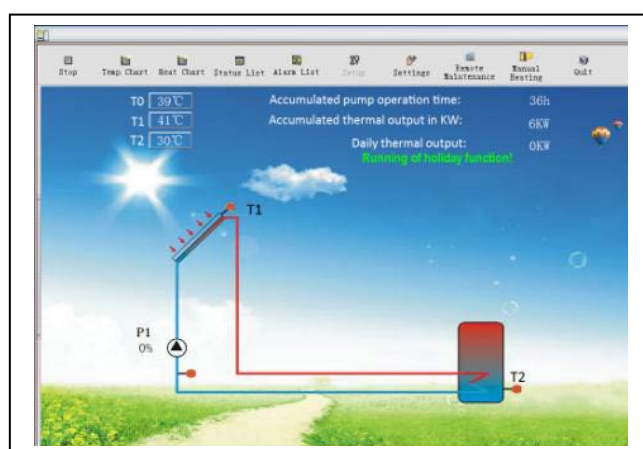 Stop Temp Chart Heat Chart Status List Alarm List Setup Settings Remote Maintenance Manual Heating Quit
T0 39℃ Accumulated pump operation time: 36h
T1 41℃ Accumulated thermal output in KW: 6KW
T2 30℃ Daily thermal output: 0KW
Running of holiday function!
T1
P1
0%
T2